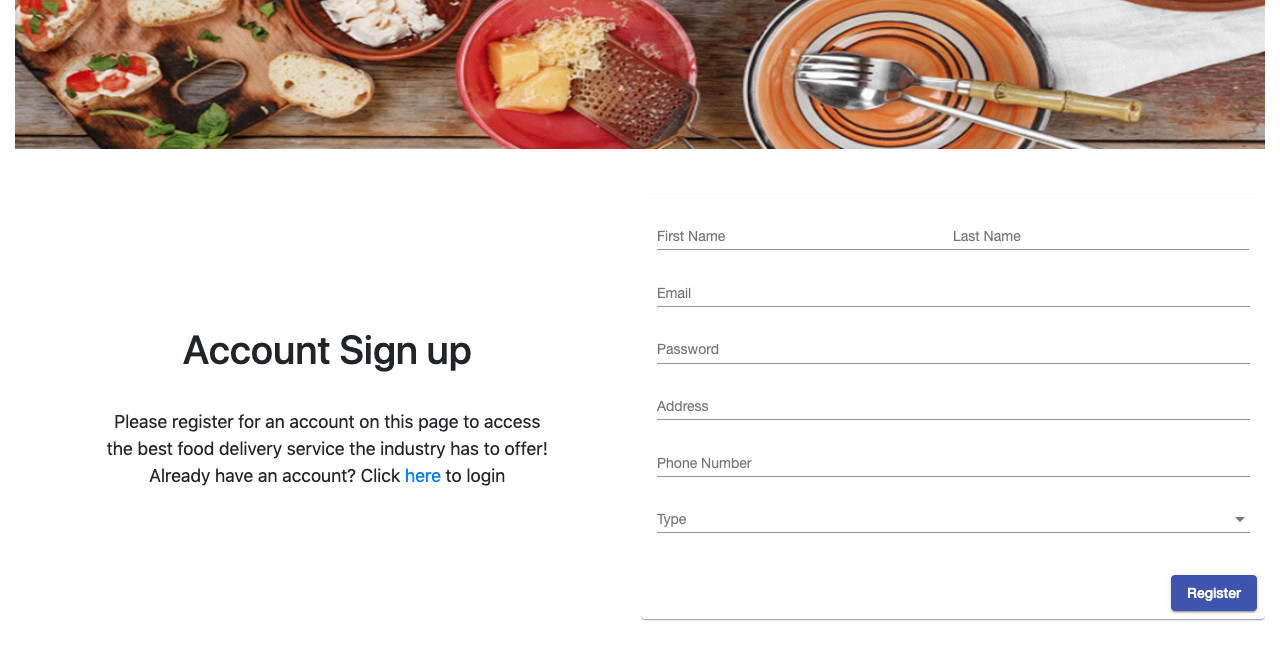 Account Sign up
Please register for an account on this page to access
the best food delivery service the industry has to offer!
Already have an account? Click here to login
First Name
Last Name
Email
Password
Address
Phone Number
Type
Register